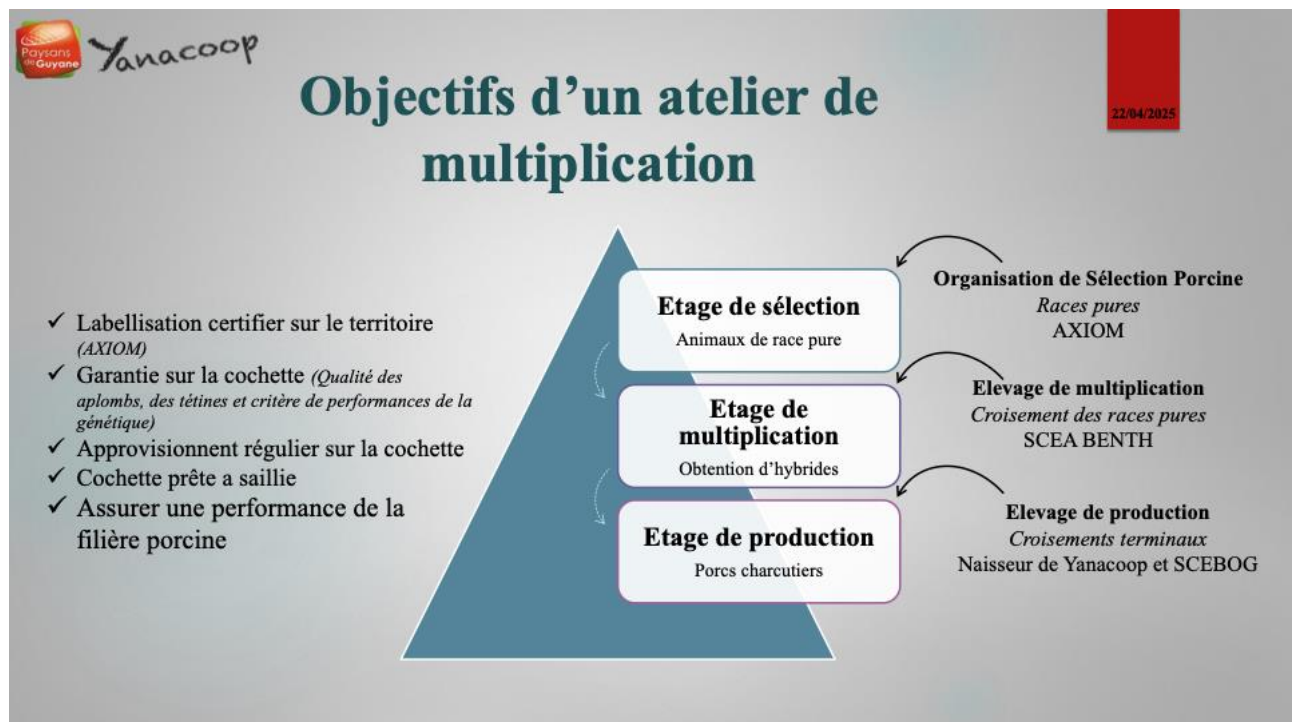 Paysans
de Guyane
Yanacoop
Objectifs d’un atelier de
multiplication
22/04/2025
✓ Labellisation certifier sur le territoire
(AXIOM)
✓ Garantie sur la cochette (Qualité des
aplombs, des tétines et critère de performances de la
génétique)
✓ Approvisionnent régulier sur la cochette
✓ Cochette prête a saillie
✓ Assurer une performance de la
filière porcine
Etage de sélection
Animaux de race pure
Etage de
multiplication
Obtention d’hybrides
Etage de production
Porcs charcutiers
Organisation de Sélection Porcine
Races pures
AXIOM
Elevage de multiplication
Croisement des races pures
SCEA BENTH
Elevage de production
Croisements terminaux
Naisseur de Yanacoop et SCEBOG